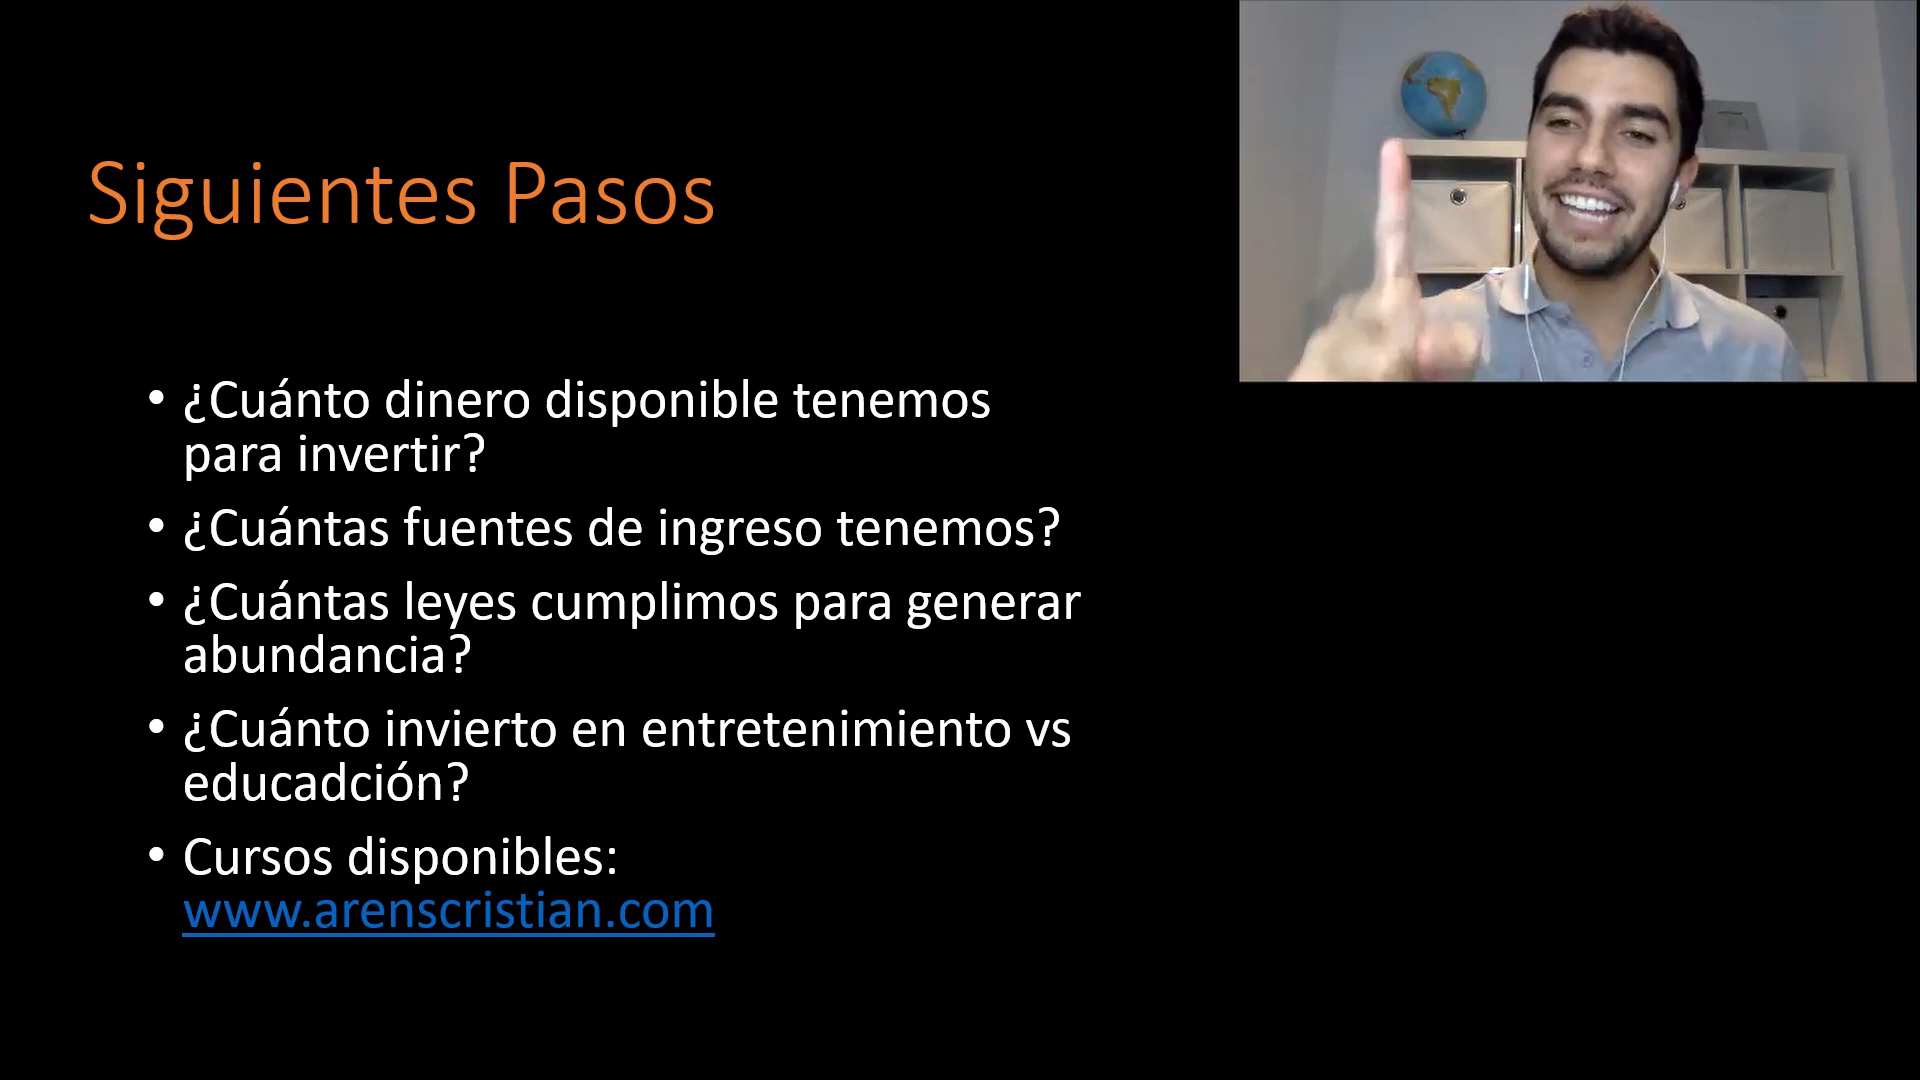 Siguientes Pasos
• ¿Cuánto dinero disponible tenemos
para invertir?
• ¿Cuántas fuentes de ingreso tenemos?
• ¿Cuántas leyes cumplimos para generar
abundancia?
• ¿Cuánto invierto en entretenimiento vs
educadción?
• Cursos disponibles:
www.arenscristian.com